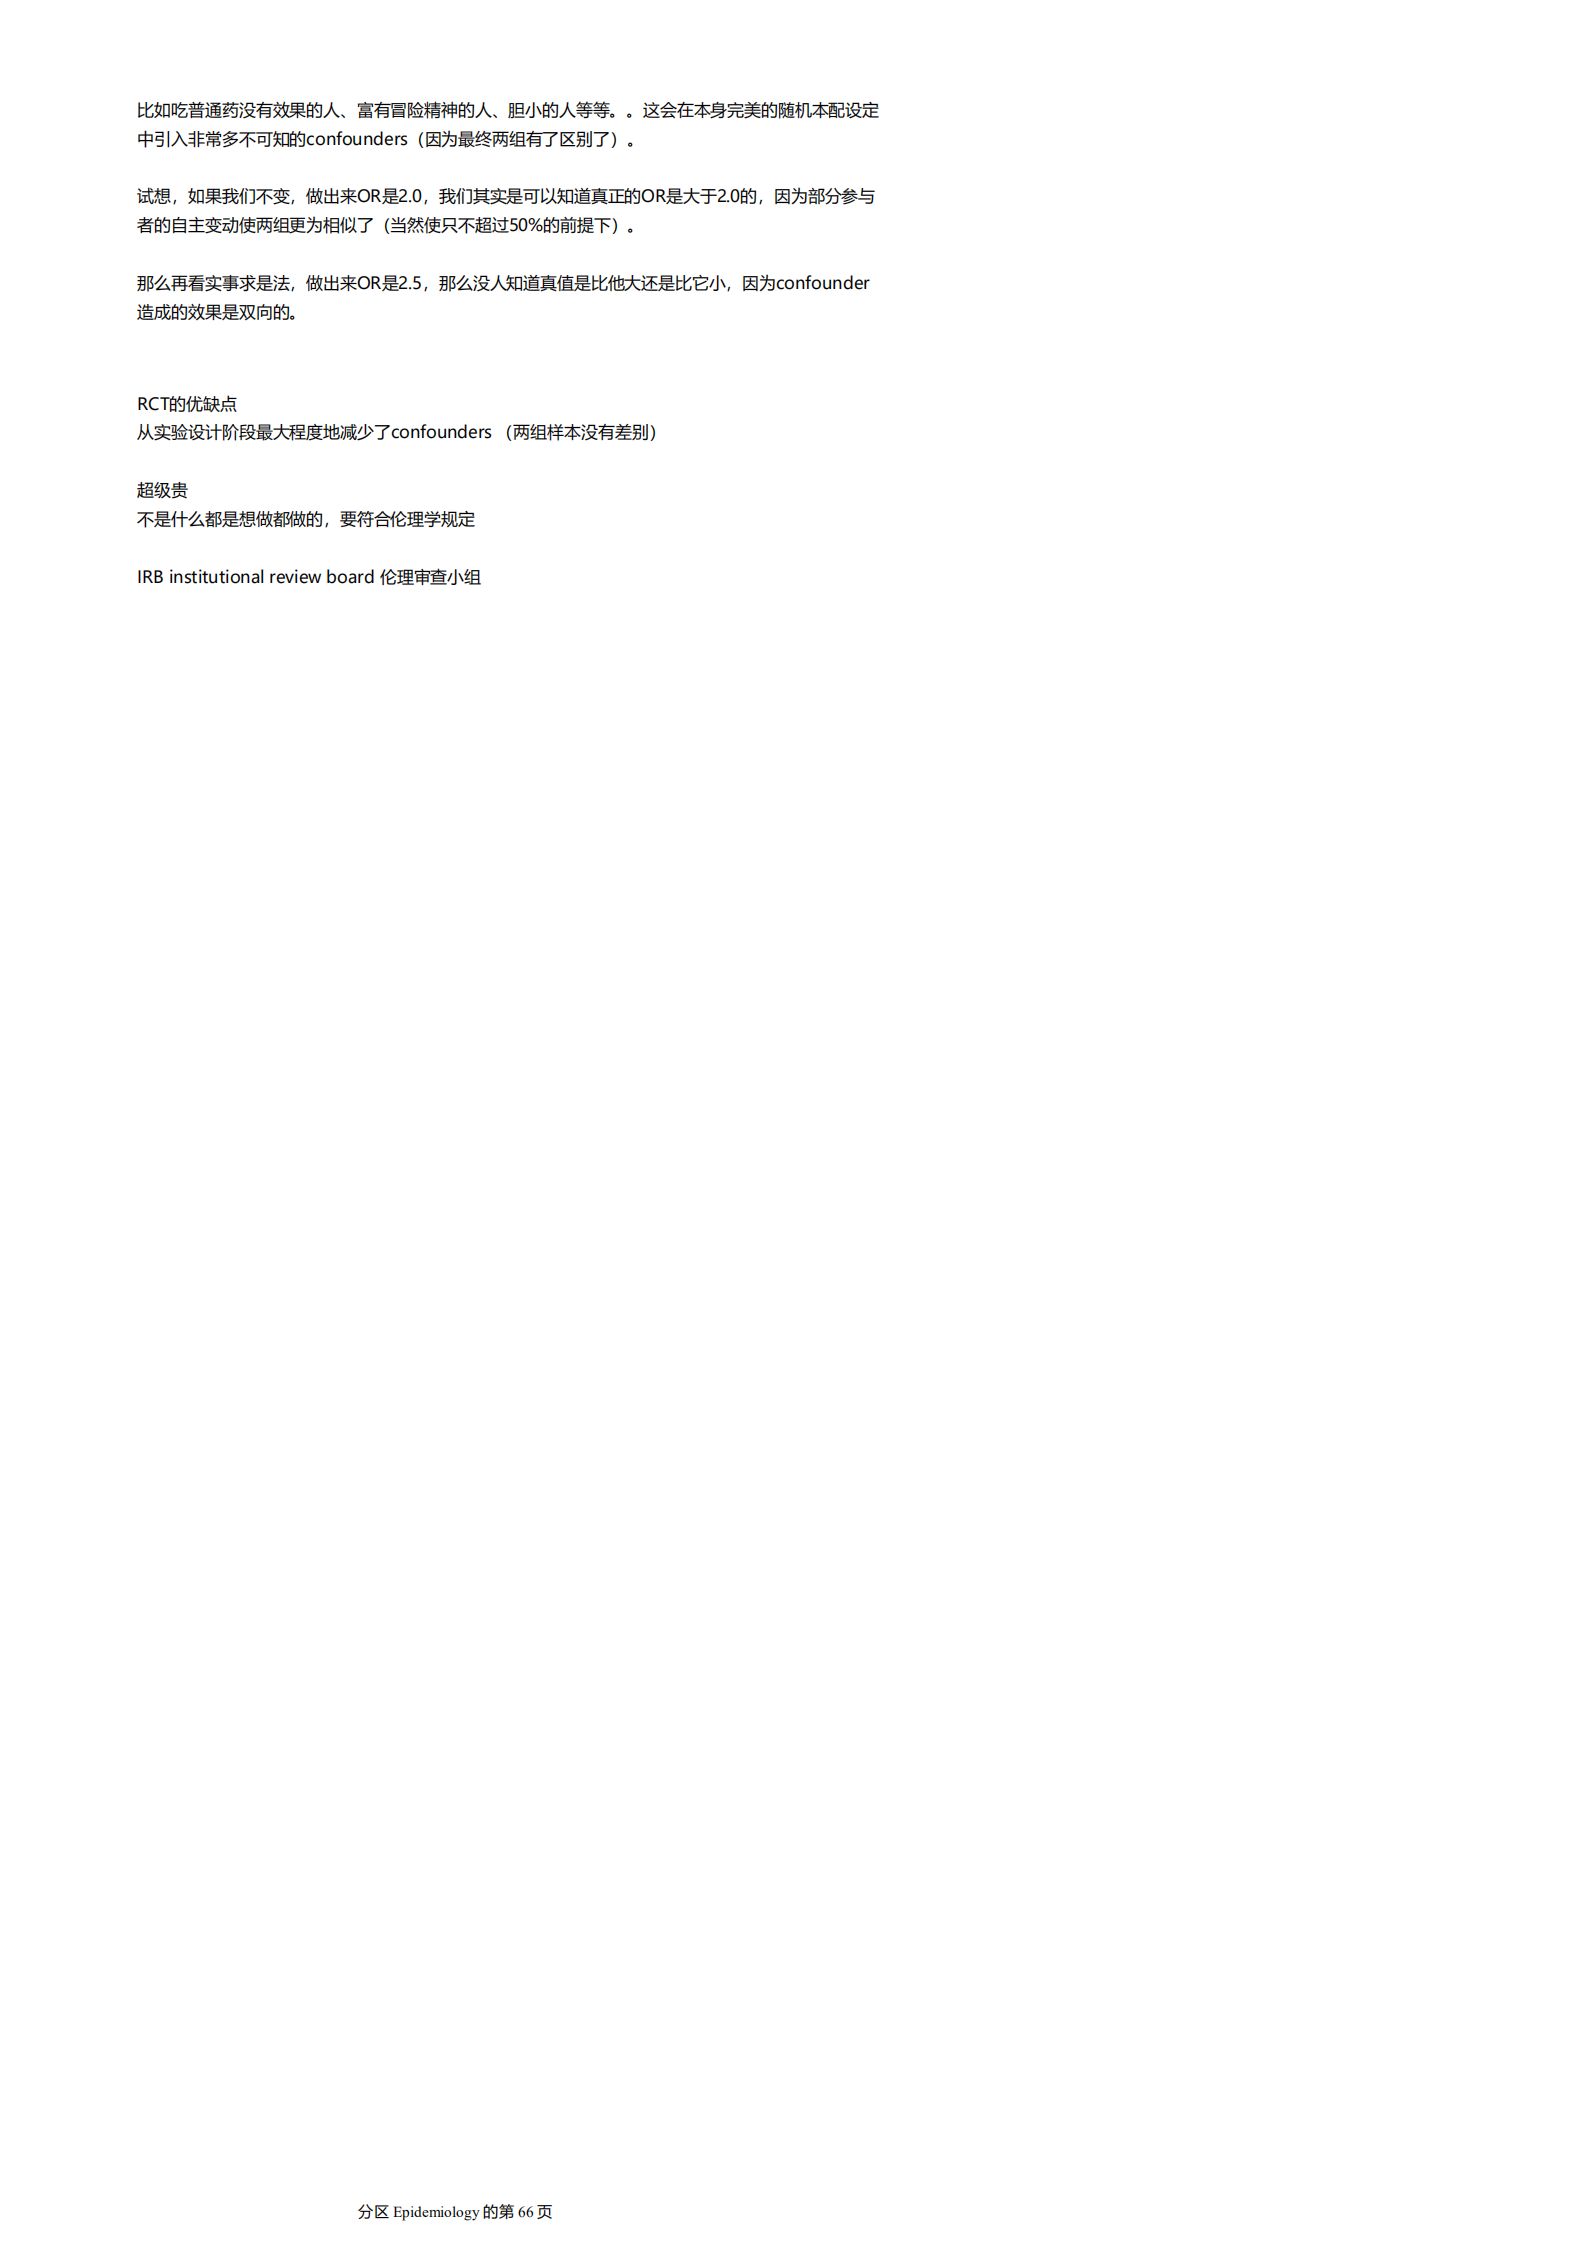 比如吃普通药没有效果的人、富有冒险精神的人、胆小的人等等。。这会在本身完美的随机本配设定
中引入非常多不可知的confounders（因为最终两组有了区别了）。
试想，如果我们不变，做出来OR是2.0，我们其实是可以知道真正的OR是大于2.0的，因为部分参与
者的自主变动使两组更为相似了（当然使只不超过50%的前提下）。
那么再看实事求是法，做出来OR是2.5，那么没人知道真值是比他大还是比它小，因为confounder
造成的效果是双向的。
RCT的优缺点
从实验设计阶段最大程度地减少了confounders （两组样本没有差别）
超级贵
不是什么都是想做都做的，要符合伦理学规定
IRB institutional review board 伦理审查小组
分区 Epidemiology 的第 66 页